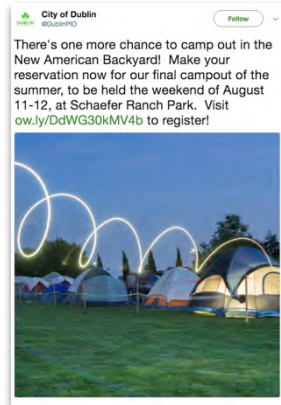 City of Dublin
@DublinPIO
Follow
There's one more chance to camp out in the
New American Backyard! Make your
reservation now for our final campout of the
summer, to be held the weekend of August
11-12, at Schaefer Ranch Park. Visit
ow.ly/DdWG30kMV4b to register!